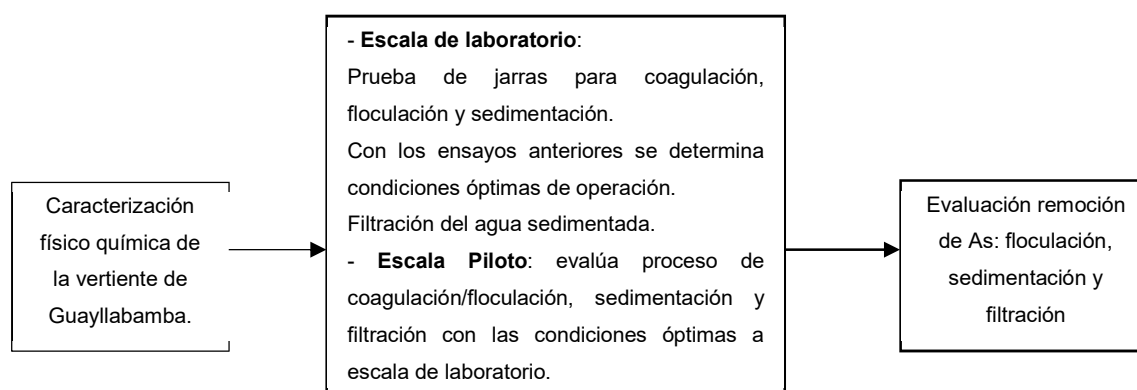 Caracterización
físico química de
la vertiente de
Guayllabamba.
- Escala de laboratorio:
Prueba de jarras para coagulación,
floculación y sedimentación.
Con los ensayos anteriores se determina
condiciones óptimas de operación.
Filtración del agua sedimentada.
- Escala Piloto: evalúa proceso de
coagulación/floculación, sedimentación y
filtración con las condiciones óptimas a
escala de laboratorio.
Evaluación remoción
de As: floculación,
sedimentación y
filtración